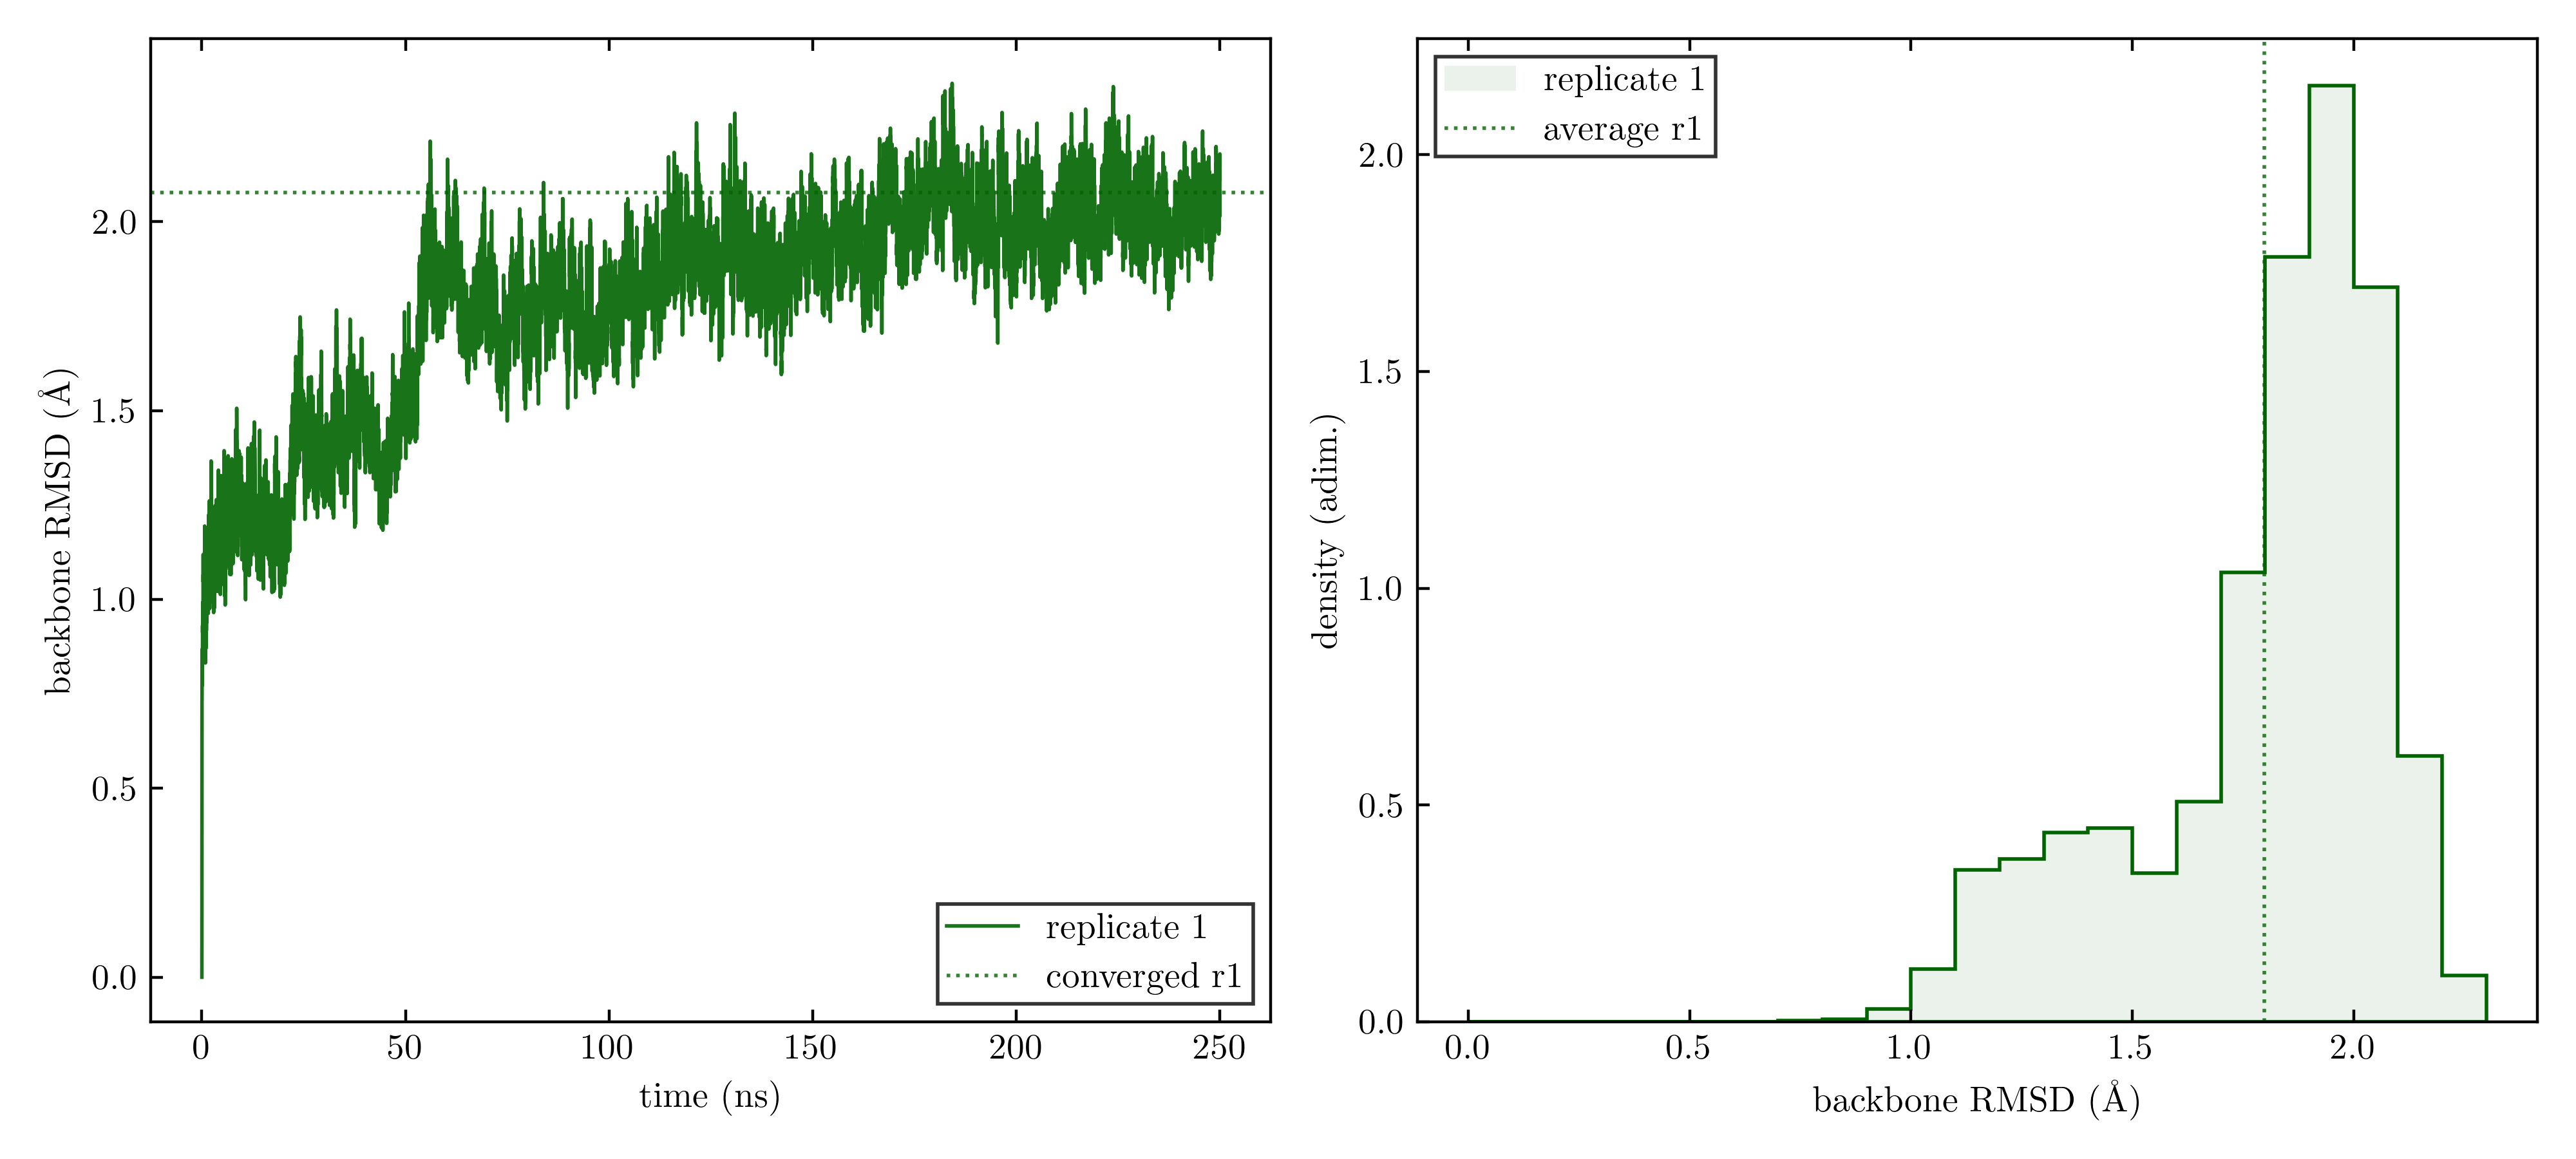 backbone RMSD (Å)
2.0
1.5
1.0
0.5
0.0
0 50 100 150 200 250
time (ns)
replicate 1
converged r1
density (adim.)
2.0
1.5
1.0
0.5
0.0
0.0 0.5 1.0 1.5 2.0
backbone RMSD (Å)
replicate 1
average r1